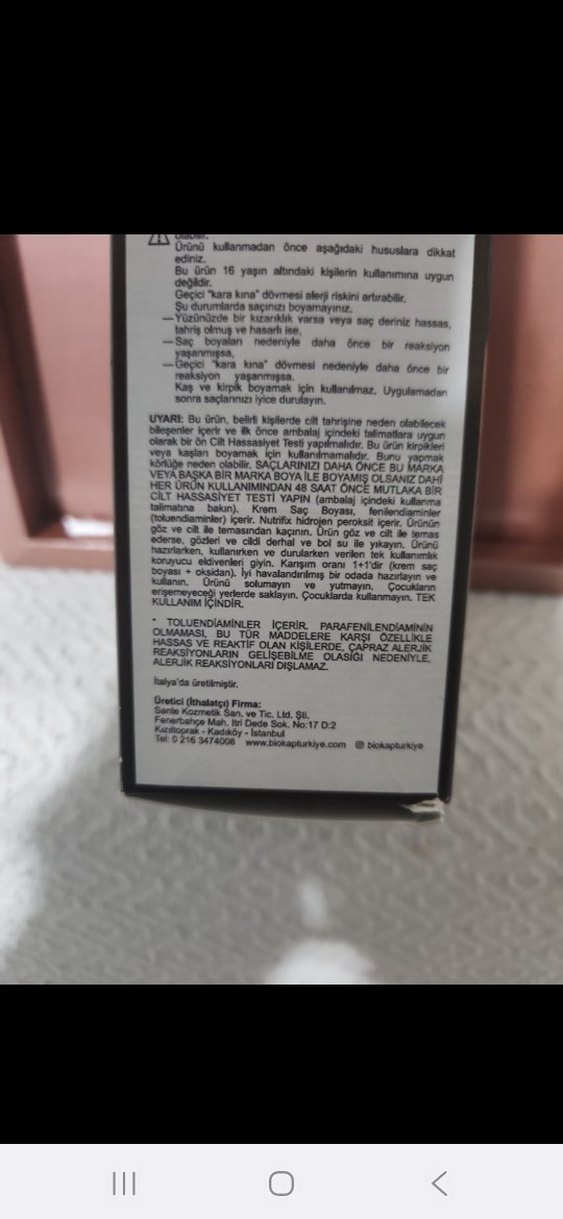 olabilir.
Ürünü kullanmadan önce aşağıdaki hususlara dikkat
ediniz.
Bu ürün 16 yaşın altındaki kişilerin kullanımına uygun
değildir.
Geçici "kara kına" dövmesi alerji riskini artırabilir.
Şu durumlarda saçınızı boyamayınız.
—Yüzünüzde bir kızarıklık varsa veya saç deriniz hassas,
tahriş olmuş ve hasarlı ise,
—Saç boyaları nedeniyle daha önce bir reaksiyon
yaşanmışsa,
—Geçici "kara kına" dövmesi nedeniyle daha önce bir
reaksiyon yaşanmışsa.
Kaş ve kirpik boyamak için kullanılmaz. Uygulamadan
sonra saçlarınızı iyice durulayın.
UYARI: Bu ürün, belirli kişilerde cilt tahrişine neden olabilecek
bileşenler içerir ve ilk önce ambalaj içindeki talimatlara uygun
olarak bir ön Cilt Hassasiyet Testi yapılmalıdır. Bu ürün kirpikleri
veya kaşları boyamak için kullanılmamalıdır. Bunu yapmak
körlüğe neden olabilir. SAÇLARINIZI DAHA ÖNCE BU MARKA
VEYA BAŞKA BİR MARKA BOYA İLE BOYAMIŞ OLSANIZ DAHİ
HER ÜRÜN KULLANIMINDAN 48 SAAT ÖNCE MUTLAKA BİR
CİLT HASSASİYET TESTİ YAPIN (ambalaj içindeki kullanma
talimatına bakın). Krem Saç Boyası, fenilendiaminler
(toluendiaminler) içerir. Nutrifix hidrojen peroksit içerir. Ürünün
göz ve cilt ile temasından kaçının. Ürün göz ve cilt ile temas
ederse, gözleri ve cildi derhal ve bol su ile yıkayın. Ürünü
hazırlarken, kullanırken ve durularken verilen tek kullanımlık
koruyucu eldivenleri giyin. Karışım oranı 1+1'dir (krem saç
boyası + oksidan). İyi havalandırılmış bir odada hazırlayın ve
kullanın. Ürünü solumayın ve yutmayın. Çocukların
erişemeyeceği yerlerde saklayın. Çocuklarda kullanmayın. TEK
KULLANIM İÇİNDİR.
* TOLUENDİAMİNLER İÇERİR. PARAFENİLENDİAMİNİN
OLMAMASI, BU TÜR MADDELERE KARŞI ÖZELLİKLE
HASSAS VE REAKTİF OLAN KİŞİLERDE, ÇAPRAZ ALERJİK
REAKSİYONLARIN GELİŞEBİLME OLASIĞI NEDENİYLE,
ALERJİK REAKSİYONLARI DIŞLAMAZ.
İtalya'da üretilmiştir.
Üretici (İthalatçı) Firma:
Sante Kozmetik San. ve Tic. Ltd. Şti.
Fenerbahçe Mah. Itri Dede Sok. No:17 D:2
Kızıltoprak - Kadıköy - İstanbul
Tel: 0 216 3474008 www.biokapturkiye.com biokapturkiye